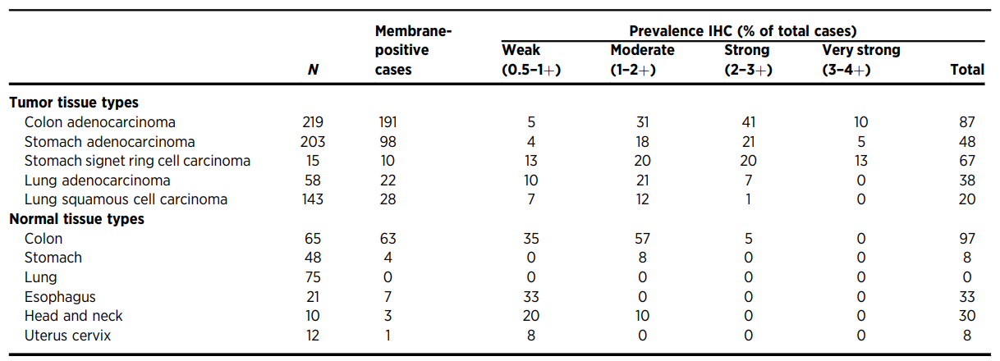 Membrane- Prevalence IHC (% of total cases)
positive Weak Moderate Strong Very strong
N cases (0.5–1+) (1–2+) (2–3+) (3–4+) Total
Tumor tissue types
Colon adenocarcinoma 219 191 5 31 41 10 87
Stomach adenocarcinoma 203 98 4 18 21 5 48
Stomach signet ring cell carcinoma 15 10 13 20 20 13 67
Lung adenocarcinoma 58 22 10 21 7 0 38
Lung squamous cell carcinoma 143 28 7 12 1 0 20
Normal tissue types
Colon 65 63 35 57 5 0 97
Stomach 48 4 0 8 0 0 8
Lung 75 0 0 0 0 0 0
Esophagus 21 7 33 0 0 0 33
Head and neck 10 3 20 10 0 0 30
Uterus cervix 12 1 8 0 0 0 8